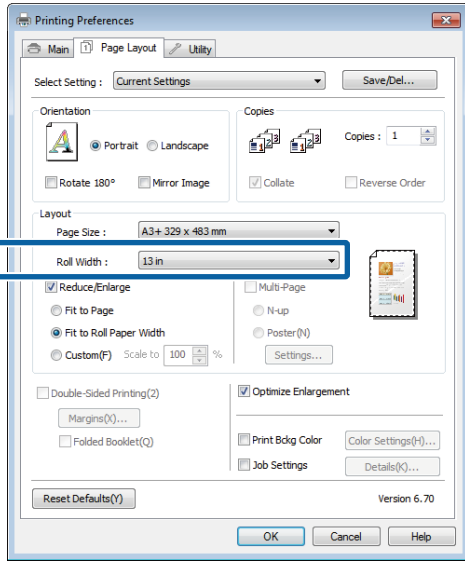 Printing Preferences
Main Page Layout Utility
Select Setting : Current Settings Save/Del...
Orientation Copies
Portrait Landscape Copies : 1
Rotate 180° Mirror Image Collate Reverse Order
Layout
Page Size : A3+ 329 x 483 mm
Roll Width : 13 in
Reduce/Enlarge Multi-Page
Fit to Page N-up
Fit to Roll Paper Width Poster(N)
Custom(F) Scale to 100 % Settings...
Double-Sided Printing(2) Optimize Enlargement
Margins(X)...
Folded Booklet(Q) Print Bckg Color Color Settings(H)...
Job Settings Details(K)...
Reset Defaults(Y) Version 6.70
OK Cancel Help